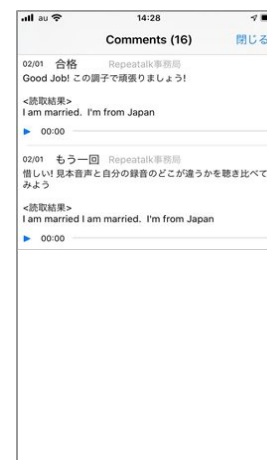 au 14:28
Comments (16) 閉じる
02/01 合格 Repeatalk事務局
Good Job! この調子で頑張りましょう!
<読取結果>
I am married. I'm from Japan
00:00
02/01 もう一回 Repeatalk事務局
惜しい! 見本音声と自分の録音のどこが違うかを聴き比べて
みよう
<読取結果>
I am married I am married. I'm from Japan
00:00